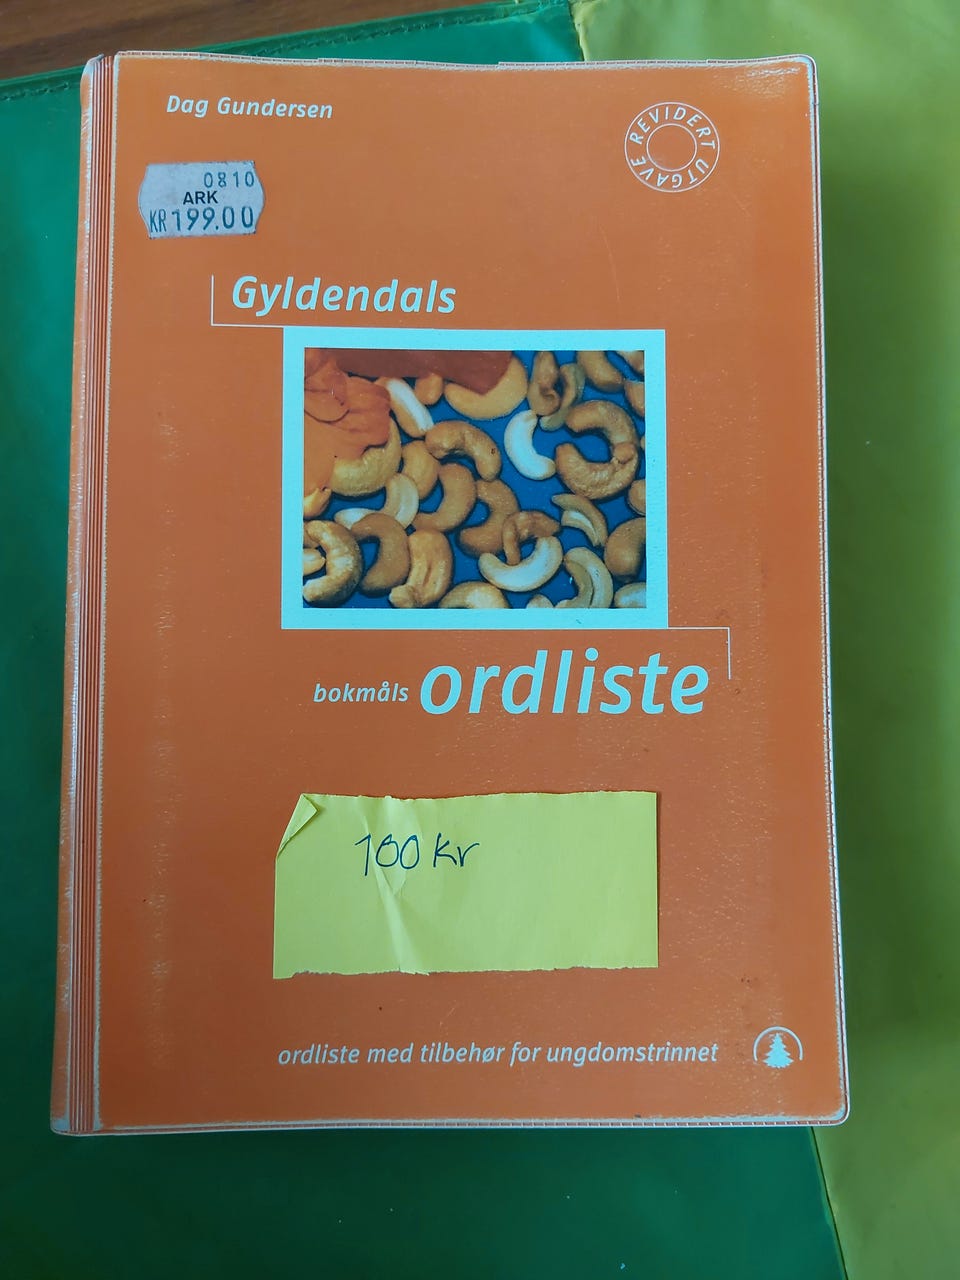 Dag Gundersen
REVIDERT UTGAVE
0810
ARK
KR 199.00
Gyldendals
bokmåls ordliste
100 kr
ordliste med tilbehør for ungdomstrinnet